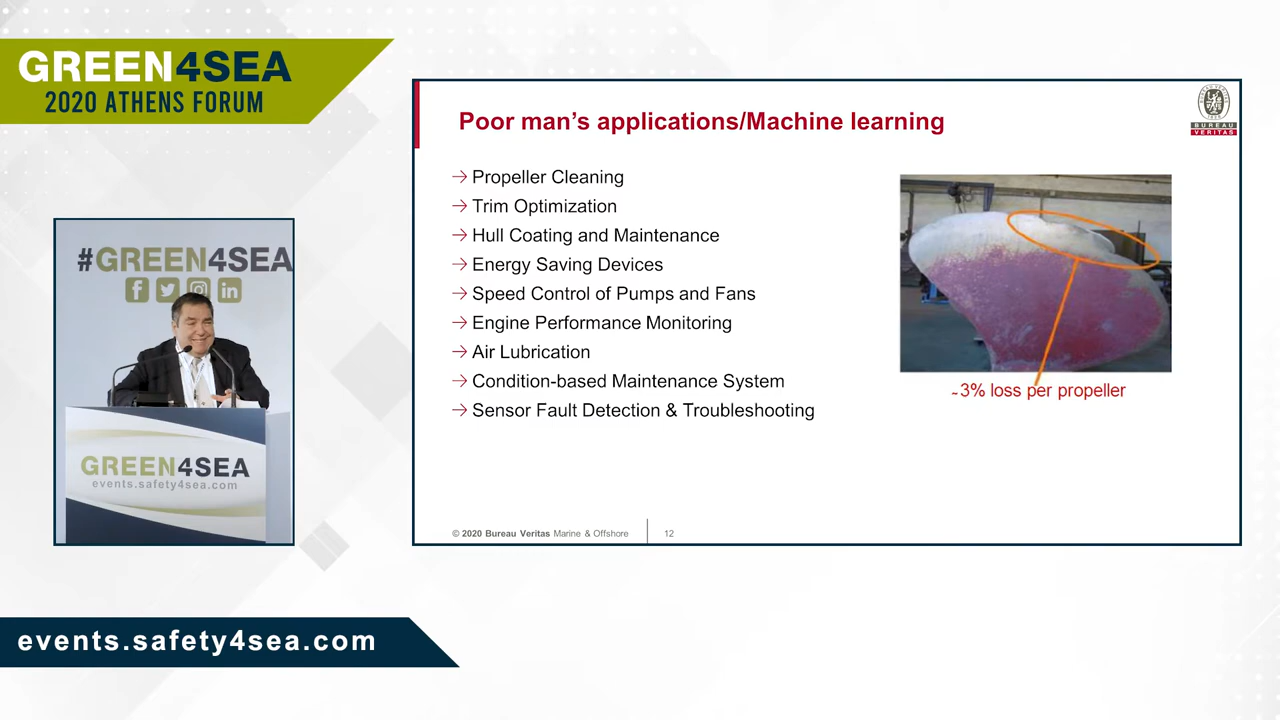 GREEN4SEA
2020 ATHENS FORUM
#GREEN4SEA
GREEN4SEA
events.safety4sea.com
Poor man's applications/Machine learning
BUREAU
VERITAS
→ Propeller Cleaning
→ Trim Optimization
→ Hull Coating and Maintenance
→ Energy Saving Devices
→ Speed Control of Pumps and Fans
→ Engine Performance Monitoring
→ Air Lubrication
→ Condition-based Maintenance System
→ Sensor Fault Detection & Troubleshooting
~3% loss per propeller
© 2020 Bureau Veritas Marine & Offshore
12
events.safety4sea.com